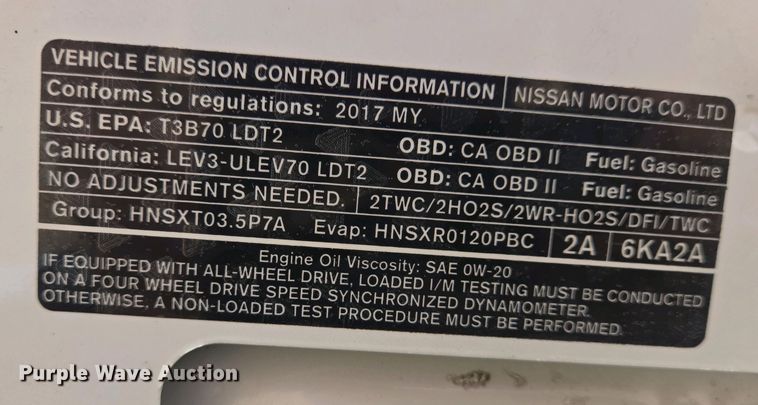 VEHICLE EMISSION CONTROL INFORMATION NISSAN MOTOR CO., LTD
Conforms to regulations: 2017 MY
U.S. EPA: T3B70 LDT2 OBD: CA OBD II Fuel: Gasoline
California: LEV3-ULEV70 LDT2 OBD: CA OBD II Fuel: Gasoline
NO ADJUSTMENTS NEEDED. 2TWC/2HO2S/2WR-HO2S/DFI/TWC
Group: HNSXT03.5P7A Evap: HNSXR0120PBC 2A 6KA2A
Engine Oil Viscosity: SAE 0W-20
IF EQUIPPED WITH ALL-WHEEL DRIVE, LOADED I/M TESTING MUST BE CONDUCTED
ON A FOUR WHEEL DRIVE SPEED SYNCHRONIZED DYNAMOMETER.
OTHERWISE, A NON-LOADED TEST PROCEDURE MUST BE PERFORMED.
Purple Wave Auction